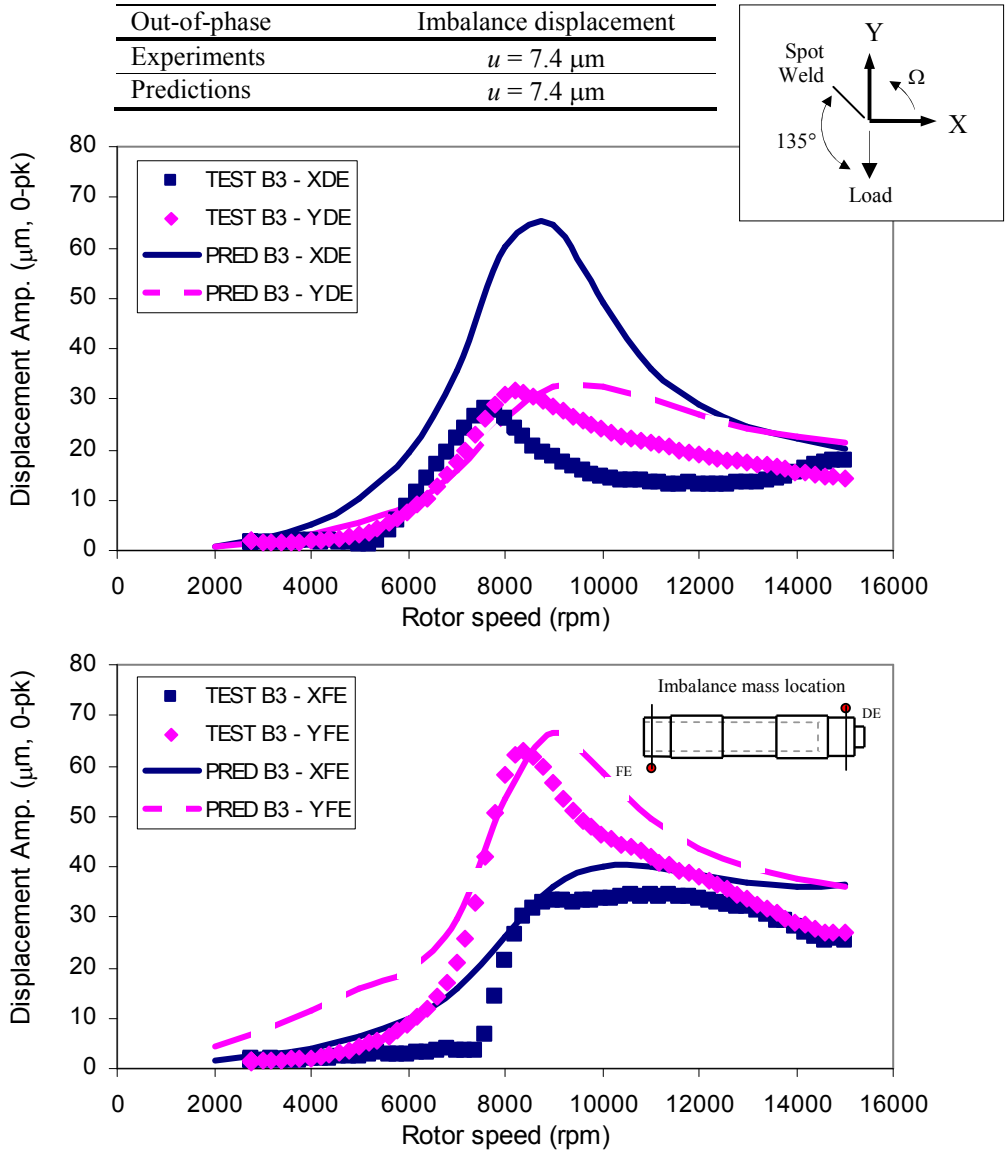 Out-of-phase Imbalance displacement
Experiments u = 7.4 μm
Predictions u = 7.4 μm
Y
Spot
Weld
Ω
X
135°
Load
80
70
60
50
40
30
20
10
0
Displacement Amp. (μm, 0-pk)
TEST B3 - XDE
TEST B3 - YDE
PRED B3 - XDE
PRED B3 - YDE
0 2000 4000 6000 8000 10000 12000 14000 16000
Rotor speed (rpm)
80
70
60
50
40
30
20
10
0
Displacement Amp. (μm, 0-pk)
TEST B3 - XFE
TEST B3 - YFE
PRED B3 - XFE
PRED B3 - YFE
Imbalance mass location
DE
FE
0 2000 4000 6000 8000 10000 12000 14000 16000
Rotor speed (rpm)